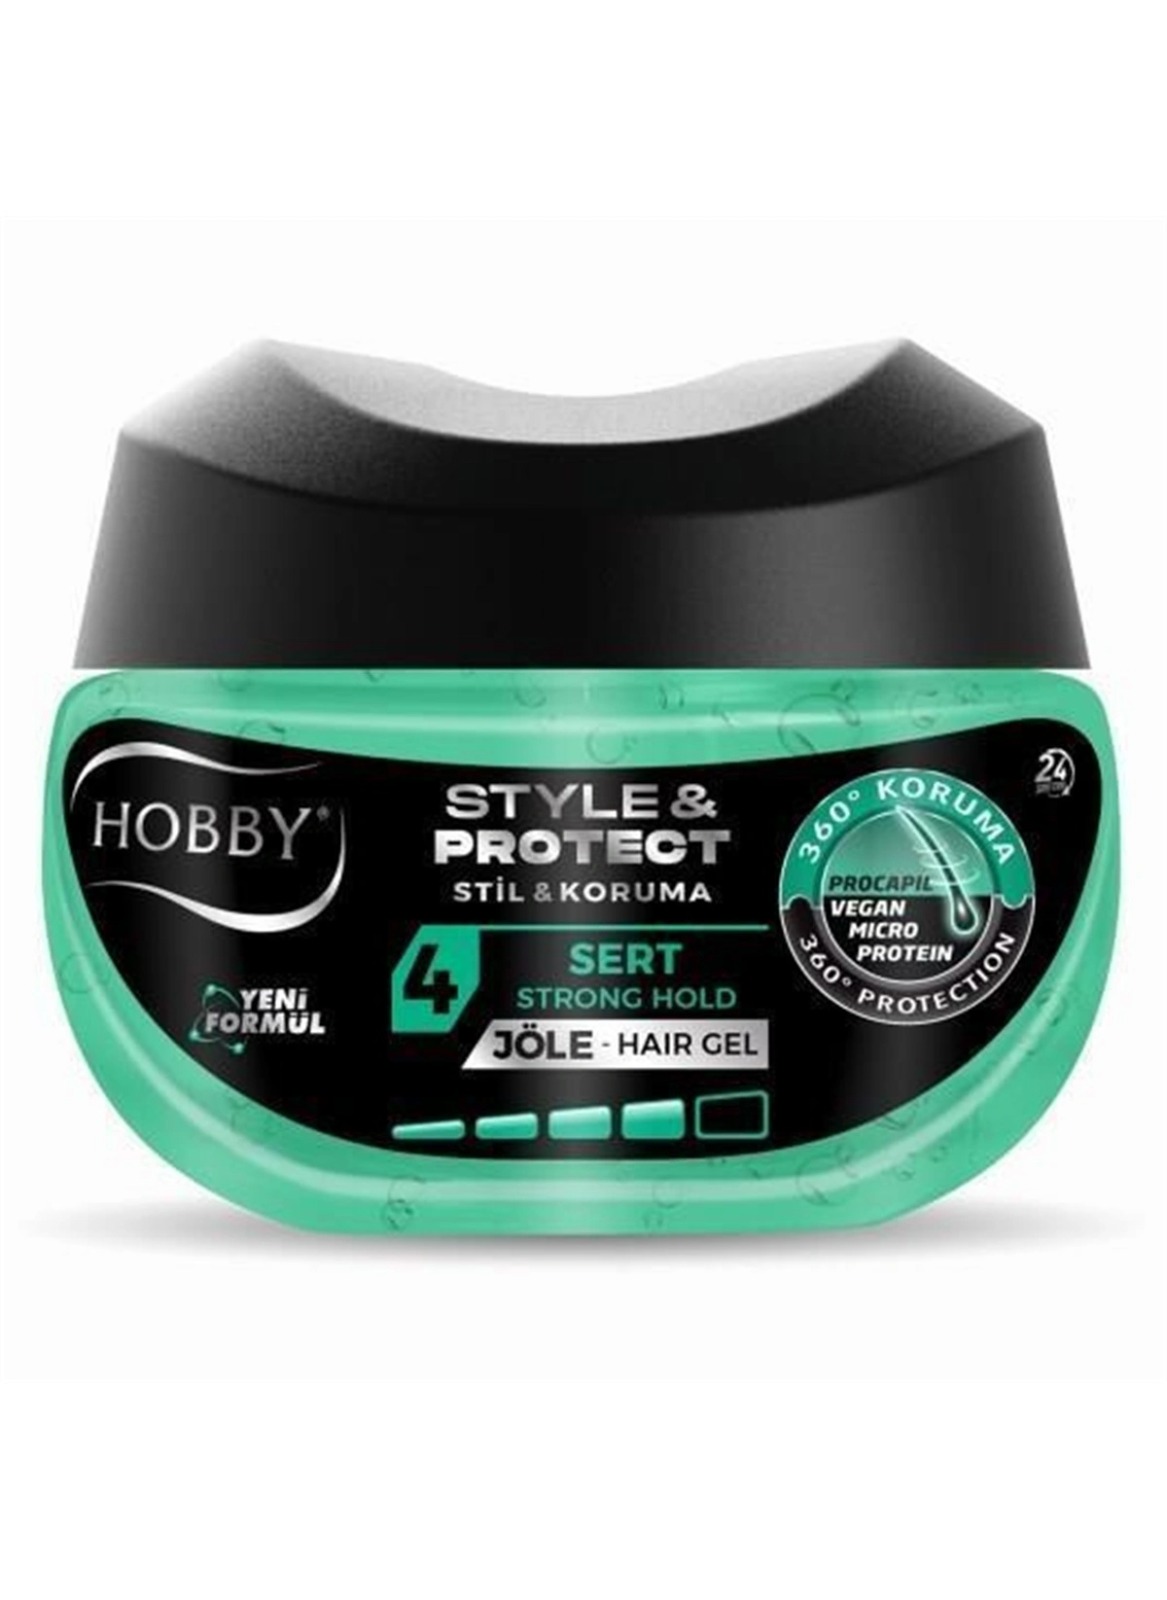 HOBBY®
STYLE &
PROTECT
STİL & KORUMA
24
360° KORUMA
PROCAPIL
VEGAN
MICRO
PROTEIN
360° PROTECTION
4
SERT
STRONG HOLD
JÖLE - HAIR GEL
YENİ
FORMÜL